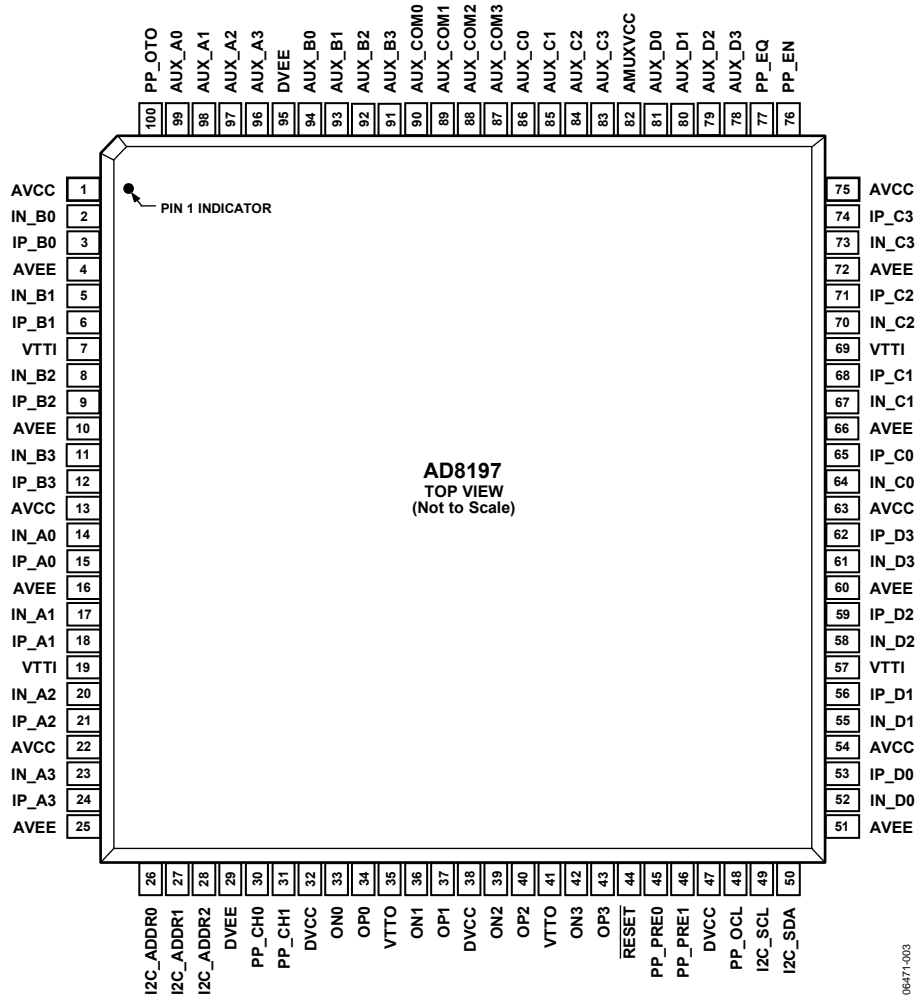 PP_OTO
AUX_A0
AUX_A1
AUX_A2
AUX_A3
DVEE
AUX_B0
AUX_B1
AUX_B2
AUX_B3
AUX_COM0
AUX_COM1
AUX_COM2
AUX_COM3
AUX_C0
AUX_C1
AUX_C2
AUX_C3
AMUXVCC
AUX_D0
AUX_D1
AUX_D2
AUX_D3
PP_EQ
PP_EN
100 99 98 97 96 95 94 93 92 91 90 89 88 87 86 85 84 83 82 81 80 79 78 77 76
AVCC 1
IN_B0 2
IP_B0 3
AVEE 4
IN_B1 5
IP_B1 6
VTTI 7
IN_B2 8
IP_B2 9
AVEE 10
IN_B3 11
IP_B3 12
AVCC 13
IN_A0 14
IP_A0 15
AVEE 16
IN_A1 17
IP_A1 18
VTTI 19
IN_A2 20
IP_A2 21
AVCC 22
IN_A3 23
IP_A3 24
AVEE 25
PIN 1 INDICATOR
AD8197
TOP VIEW
(Not to Scale)
75 AVCC
74 IP_C3
73 IN_C3
72 AVEE
71 IP_C2
70 IN_C2
69 VTTI
68 IP_C1
67 IN_C1
66 AVEE
65 IP_C0
64 IN_C0
63 AVCC
62 IP_D3
61 IN_D3
60 AVEE
59 IP_D2
58 IN_D2
57 VTTI
56 IP_D1
55 IN_D1
54 AVCC
53 IP_D0
52 IN_D0
51 AVEE
26 27 28 29 30 31 32 33 34 35 36 37 38 39 40 41 42 43 44 45 46 47 48 49 50
I2C_ADDR0
I2C_ADDR1
I2C_ADDR2
DVEE
PP_CH0
PP_CH1
DVCC
ON0
OP0
VTTO
ON1
OP1
DVCC
ON2
OP2
VTTO
ON3
OP3
RESET
PP_PRE0
PP_PRE1
DVCC
PP_OCL
I2C_SCL
I2C_SDA
06471-003